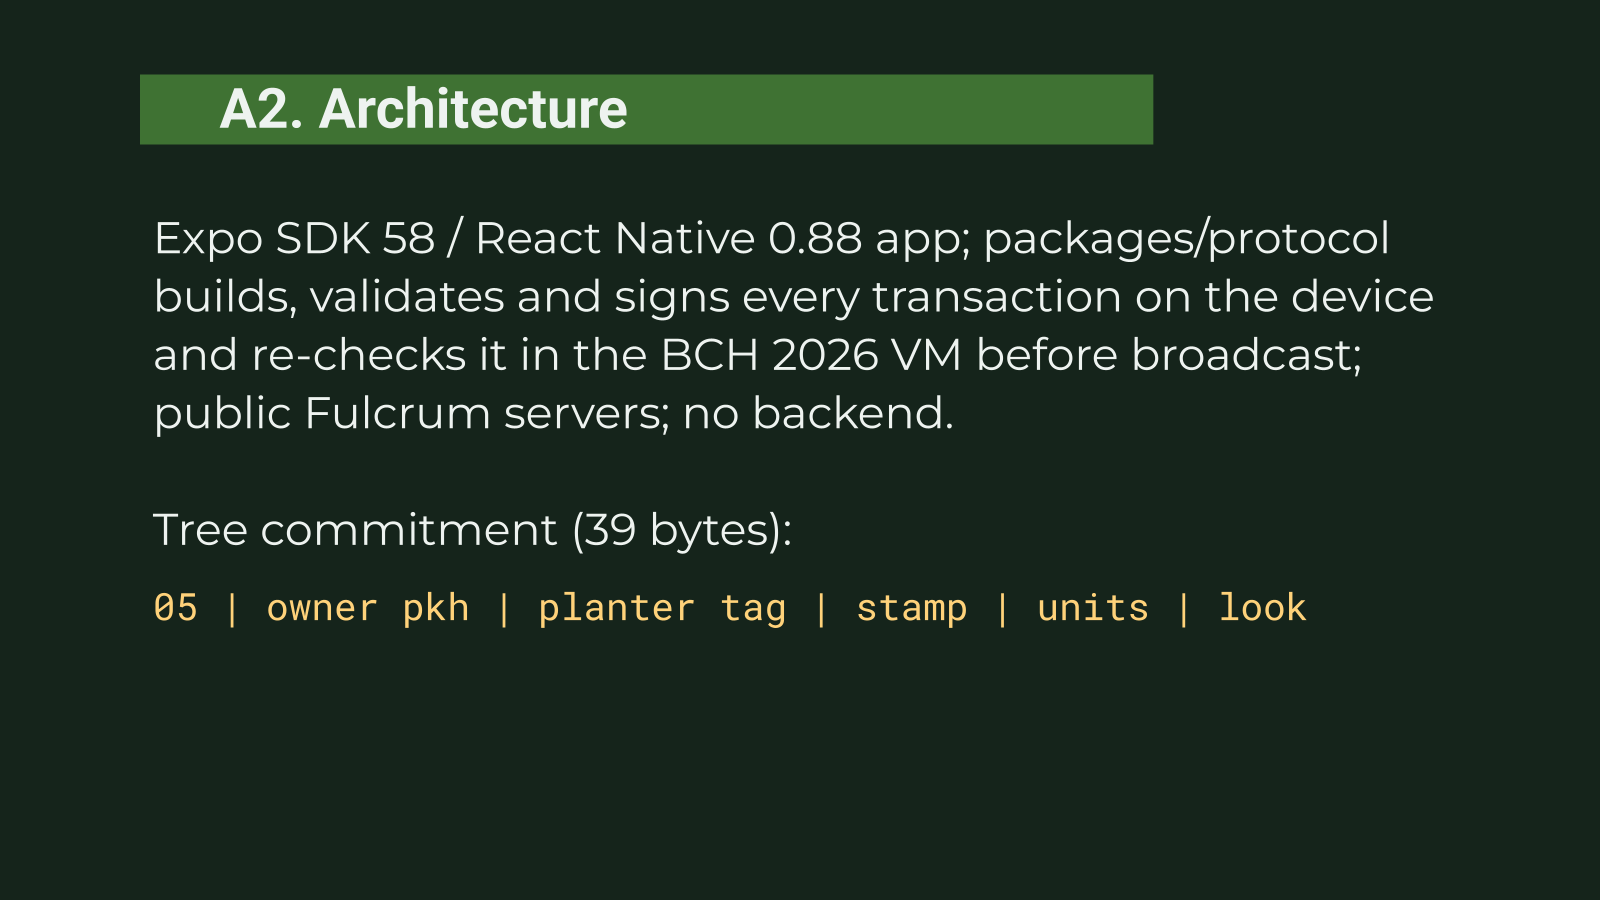 A2. Architecture
Expo SDK 58 / React Native 0.88 app; packages/protocol
builds, validates and signs every transaction on the device
and re-checks it in the BCH 2026 VM before broadcast;
public Fulcrum servers; no backend.
Tree commitment (39 bytes):
05 | owner pkh | planter tag | stamp | units | look